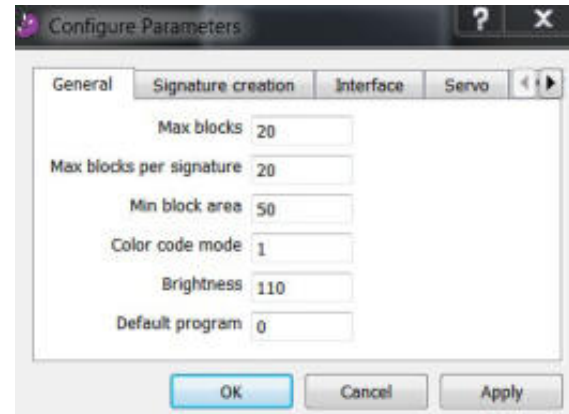 Configure Parameters ? X
General Signature creation Interface Servo
Max blocks 20
Max blocks per signature 20
Min block area 50
Color code mode 1
Brightness 110
Default program 0
OK Cancel Apply